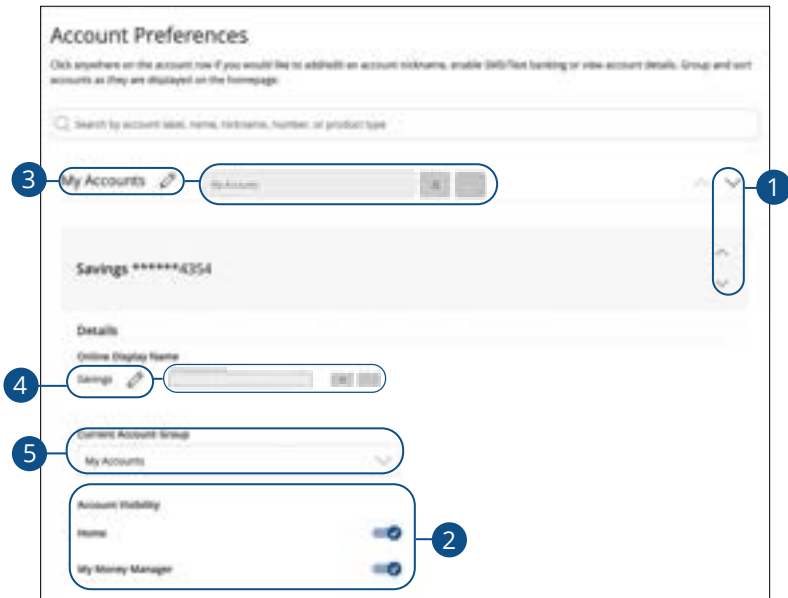 Account Preferences
Click anywhere on the account row if you would like to add/edit an account nickname, enable SMS/Text banking or view account details. Group and sort
accounts as they are displayed on the homepage.
Search by account label, name, nickname, number, or product type
3
My Accounts
My Accounts
1
Savings ******4354
Details
Online Display Name
4
Savings
Current Account Group
5
My Accounts
Account Visibility
Home
2
My Money Manager